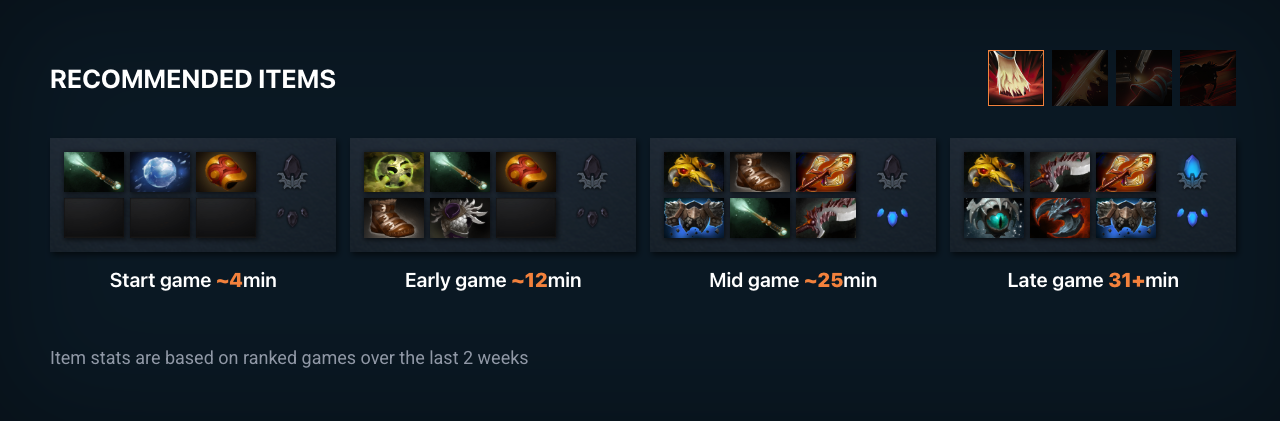 RECOMMENDED ITEMS
Start game ~4min
Early game ~12min
Mid game ~25min
Late game 31+min
Item stats are based on ranked games over the last 2 weeks